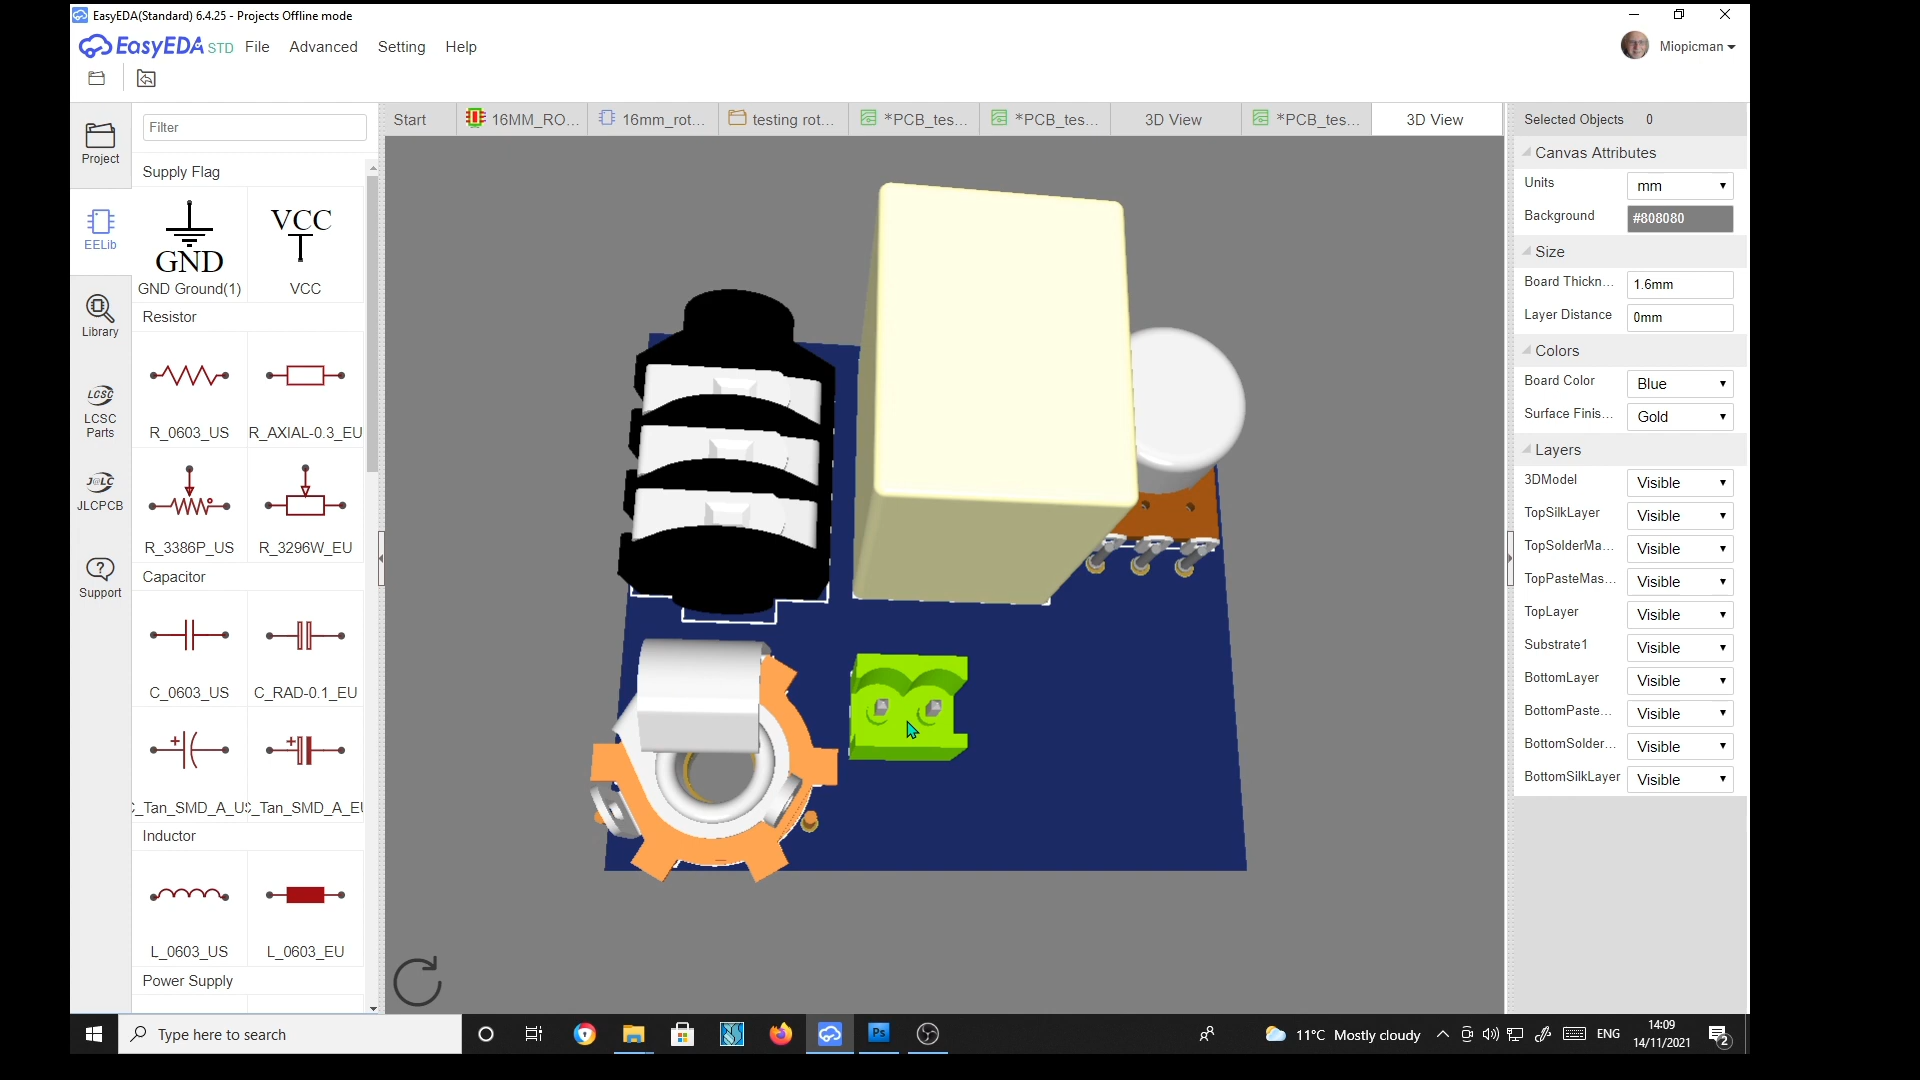 EasyEDA(Standard) 6.4.25 - Projects Offline mode
EasyEDA STD File Advanced Setting Help
Miopicman
Start 16MM_RO... 16mm_rot... testing rot... *PCB_tes... *PCB_tes... 3D View *PCB_tes... 3D View
Project
EELib
Library
LCSC
LCSC
Parts
J@LC
JLCPCB
Support
Filter
Supply Flag
GND
VCC
GND Ground(1) VCC
Resistor
R_0603_US R_AXIAL-0.3_EU
R_3386P_US R_3296W_EU
Capacitor
C_0603_US C_RAD-0.1_EU
_Tan_SMD_A_US _Tan_SMD_A_EU
Inductor
L_0603_US L_0603_EU
Power Supply
Selected Objects 0
Canvas Attributes
Units mm
Background #808080
Size
Board Thickn... 1.6mm
Layer Distance 0mm
Colors
Board Color Blue
Surface Finis... Gold
Layers
3DModel Visible
TopSilkLayer Visible
TopSolderMa... Visible
TopPasteMas... Visible
TopLayer Visible
Substrate1 Visible
BottomLayer Visible
BottomPaste... Visible
BottomSolder... Visible
BottomSilkLayer Visible
Type here to search
Ps
11°C Mostly cloudy
ENG
14:09
14/11/2021
2